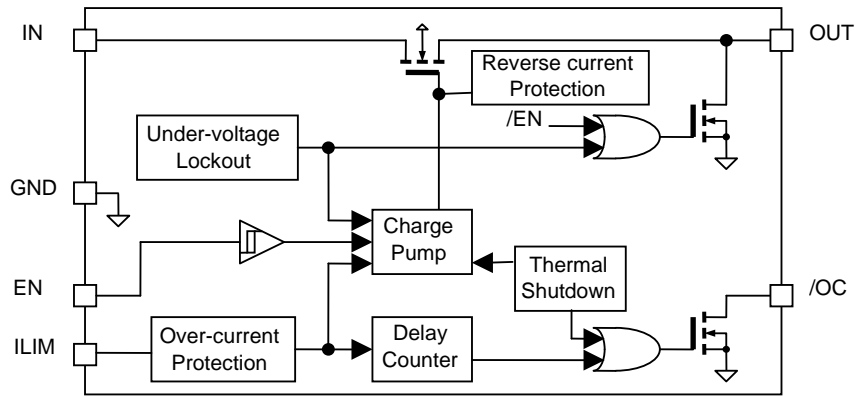 IN
OUT
Reverse current
Protection
/EN
Under-voltage
Lockout
GND
Charge
Pump
EN
Thermal
Shutdown
/OC
ILIM
Over-current
Protection
Delay
Counter